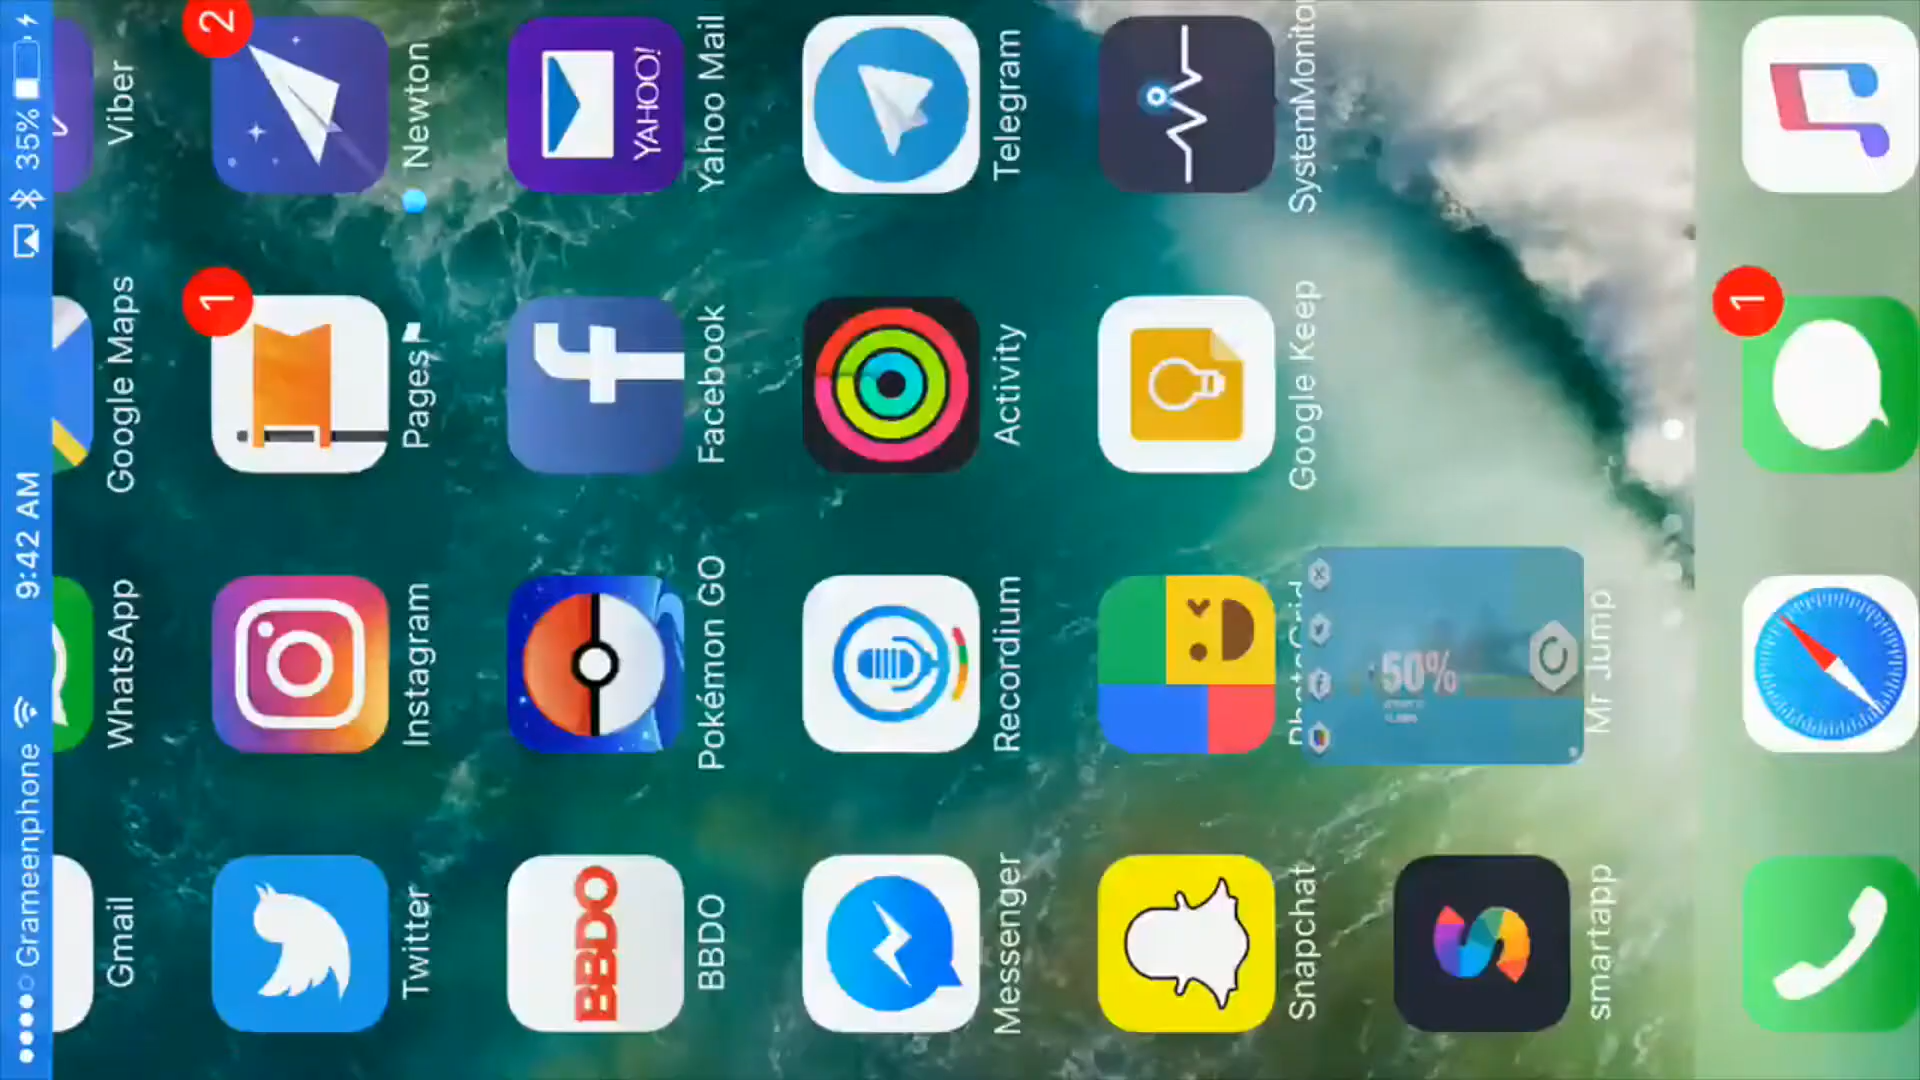 Grameenphone 9:42 AM 35%
Gmail WhatsApp Google Maps Viber
1 2
Twitter Instagram Pages Newton
BBDO YAHOO!
BBDO Pokémon GO Facebook Yahoo Mail
Messenger Recordium Activity Telegram
Snapchat Google Keep SystemMonitor
50%
smartapp Mr Jump
1